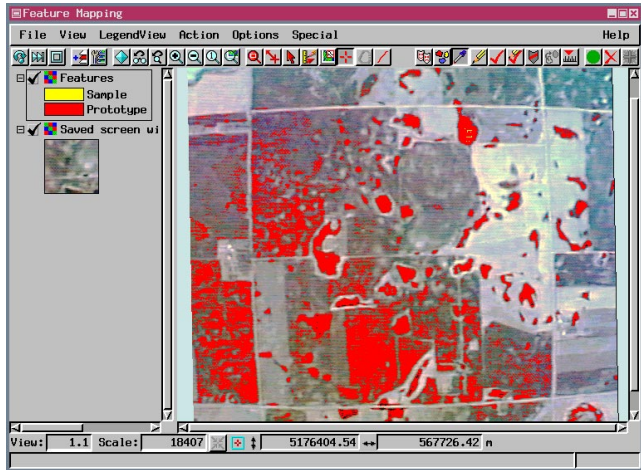 Feature Mapping
File View LegendView Action Options Special Help
Features
Sample
Prototype
Saved screen wi
View: 1.1 Scale: 18407 5176404.54 567726.42 m